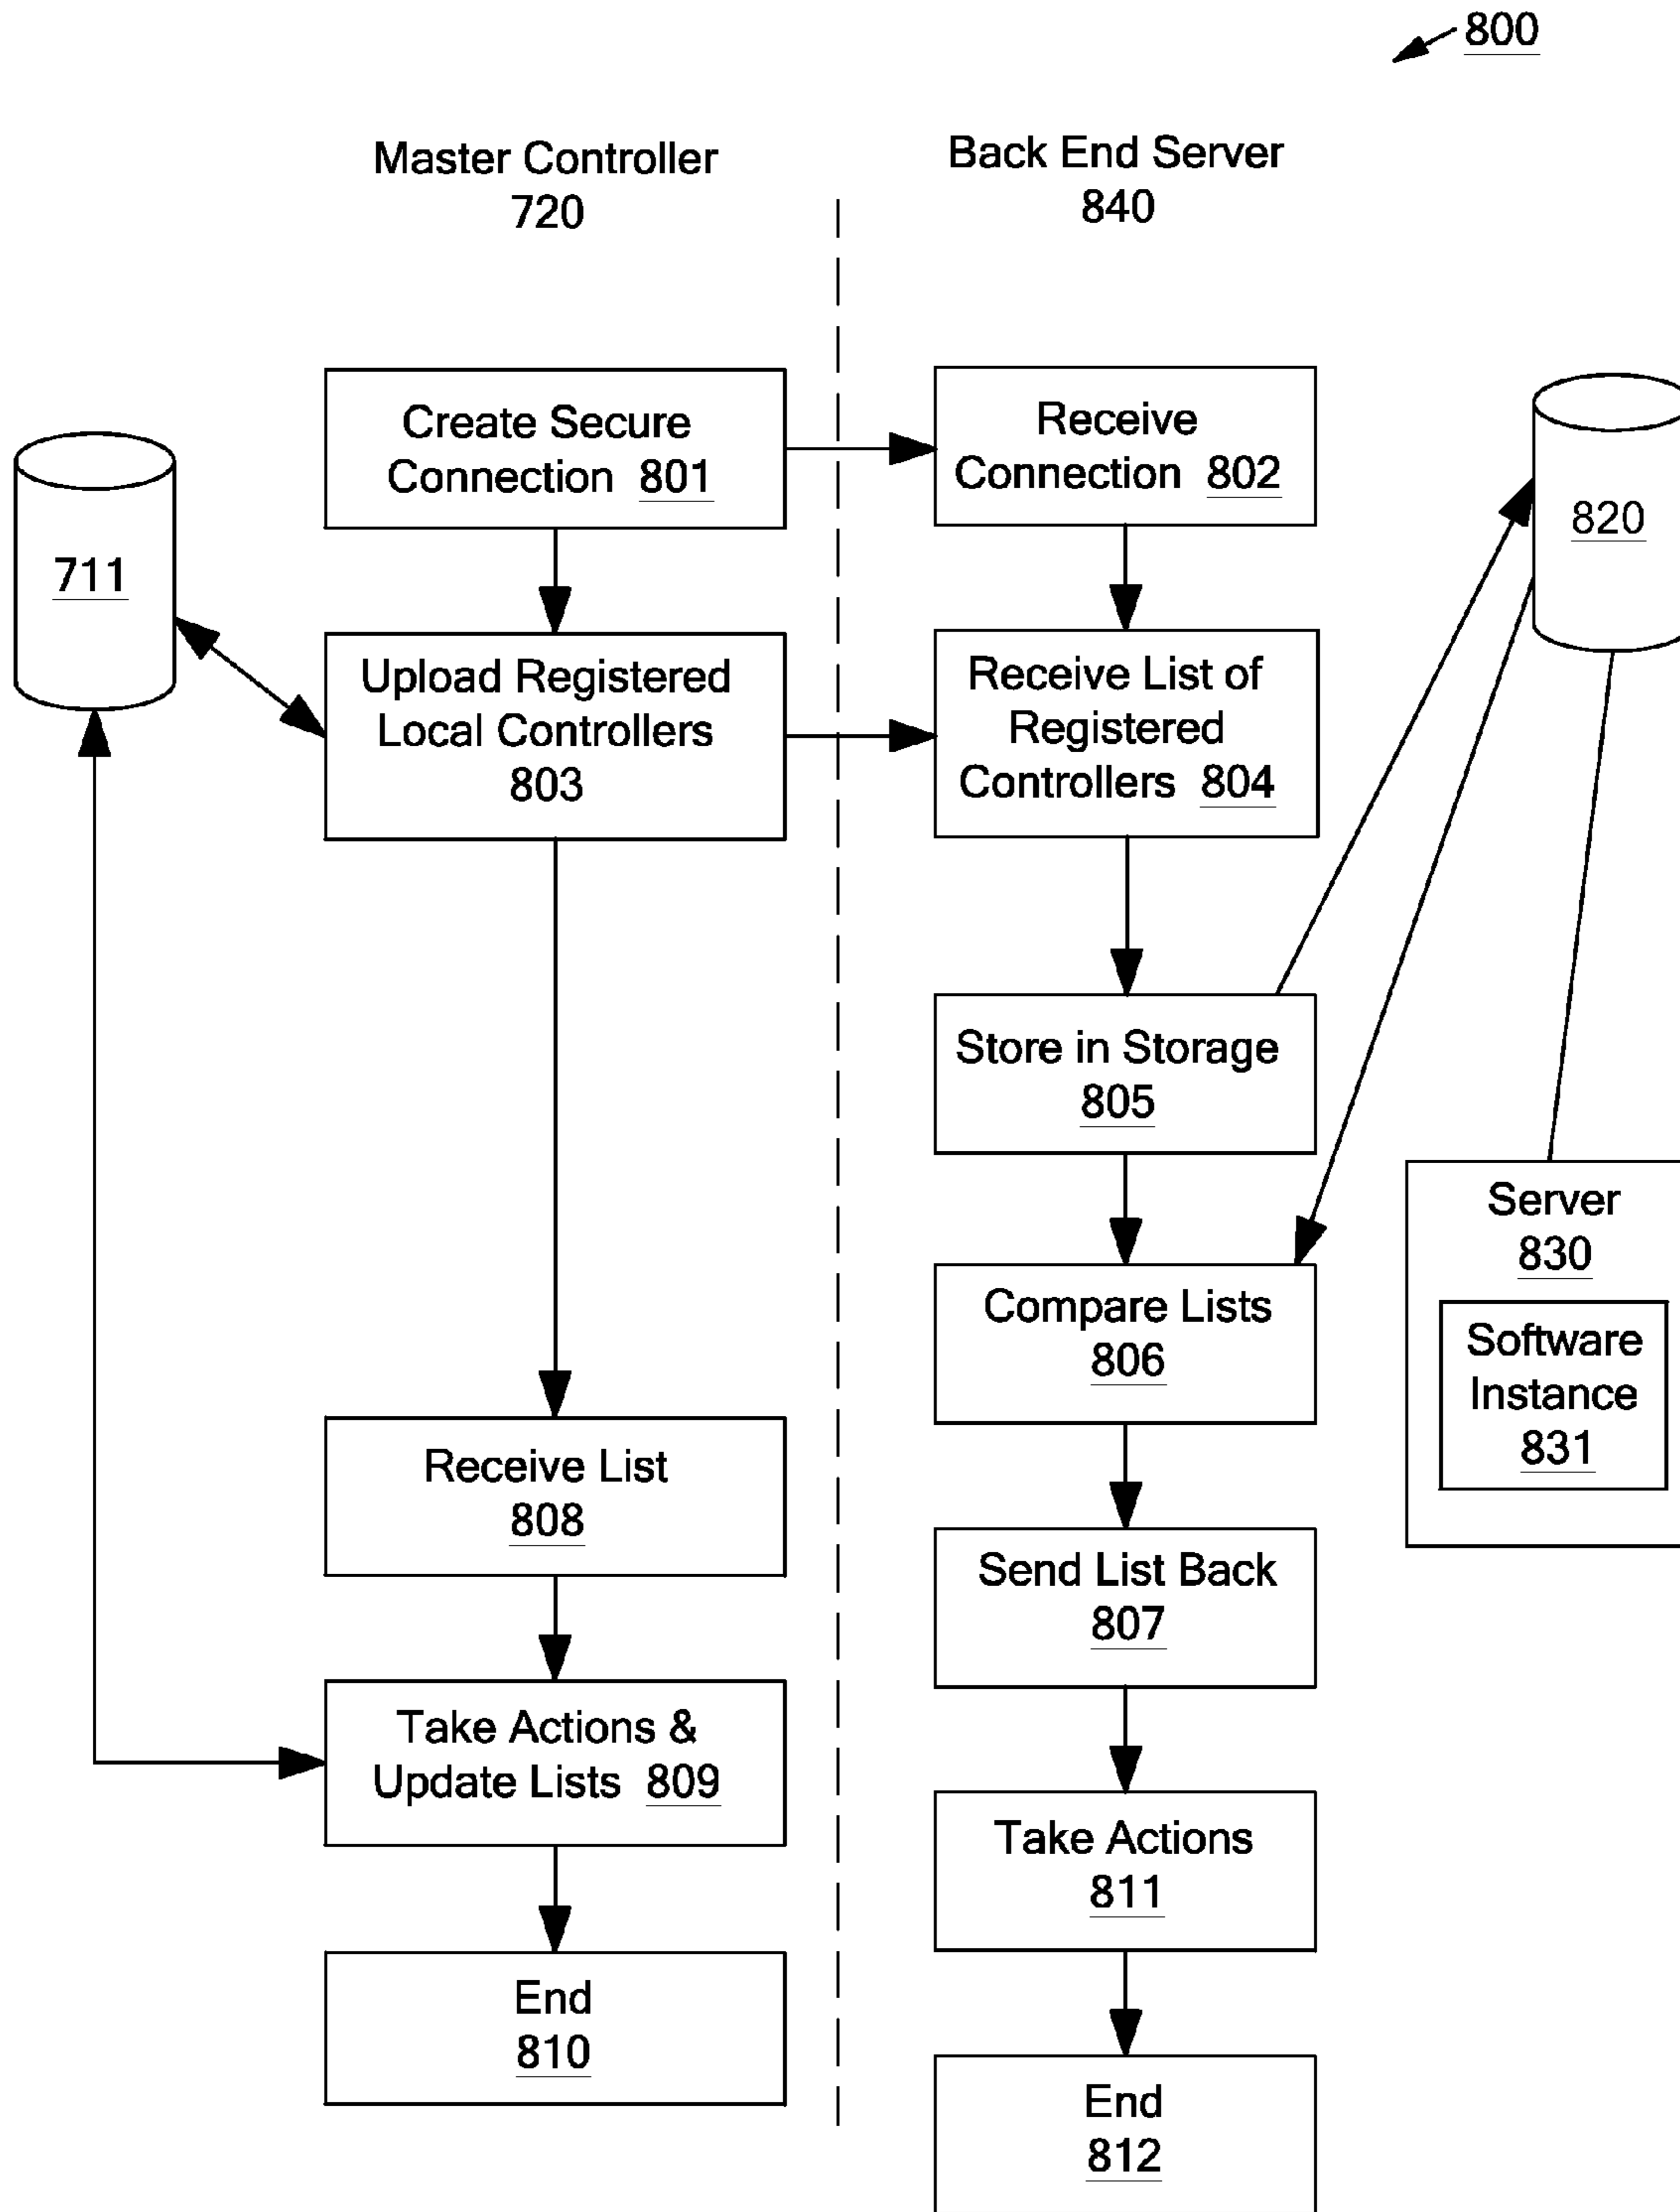 800
Master Controller
720
Back End Server
840
Create Secure
Connection 801
Receive
Connection 802
711
820
Upload Registered
Local Controllers
803
Receive List of
Registered
Controllers 804
Store in Storage
805
Compare Lists
806
Server
830
Software
Instance
831
Receive List
808
Send List Back
807
Take Actions &
Update Lists 809
Take Actions
811
End
810
End
812